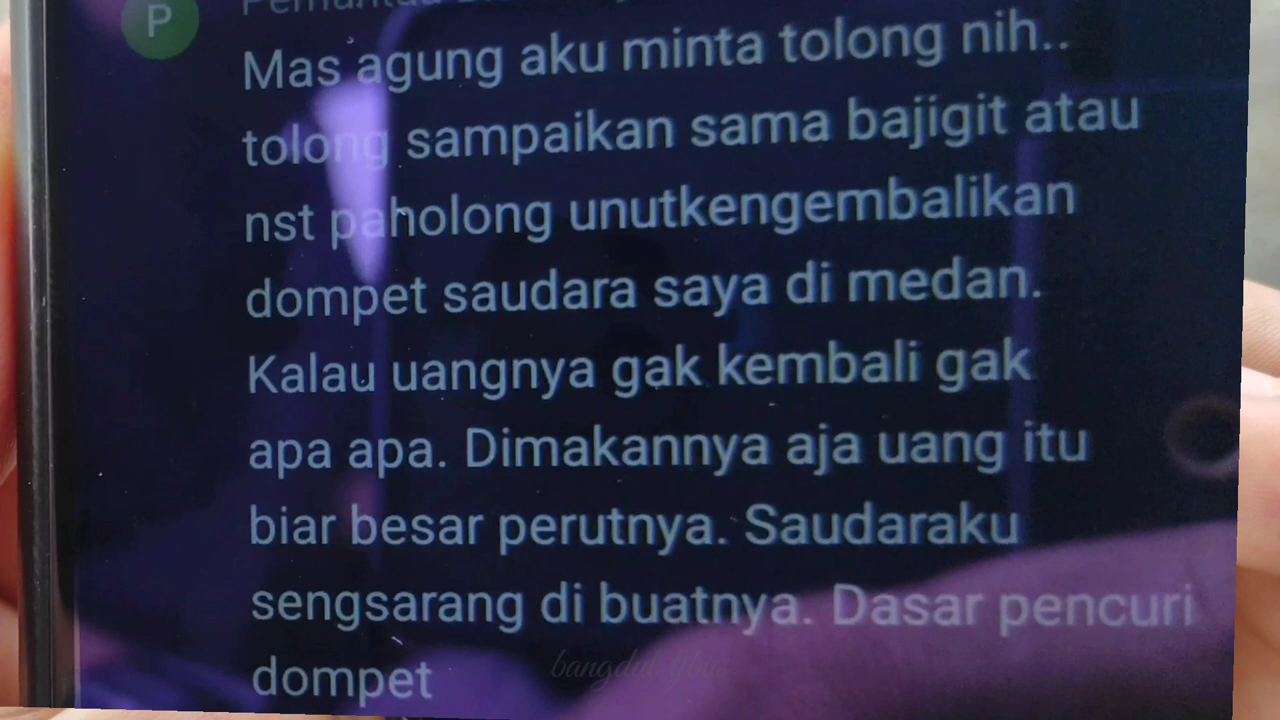 P
Mas agung aku minta tolong nih..
tolong sampaikan sama bajigit atau
nst paholong unutkengembalikan
dompet saudara saya di medan.
Kalau uangnya gak kembali gak
apa apa. Dimakannya aja uang itu
biar besar perutnya. Saudaraku
sengsarang di buatnya. Dasar pencuri
dompet